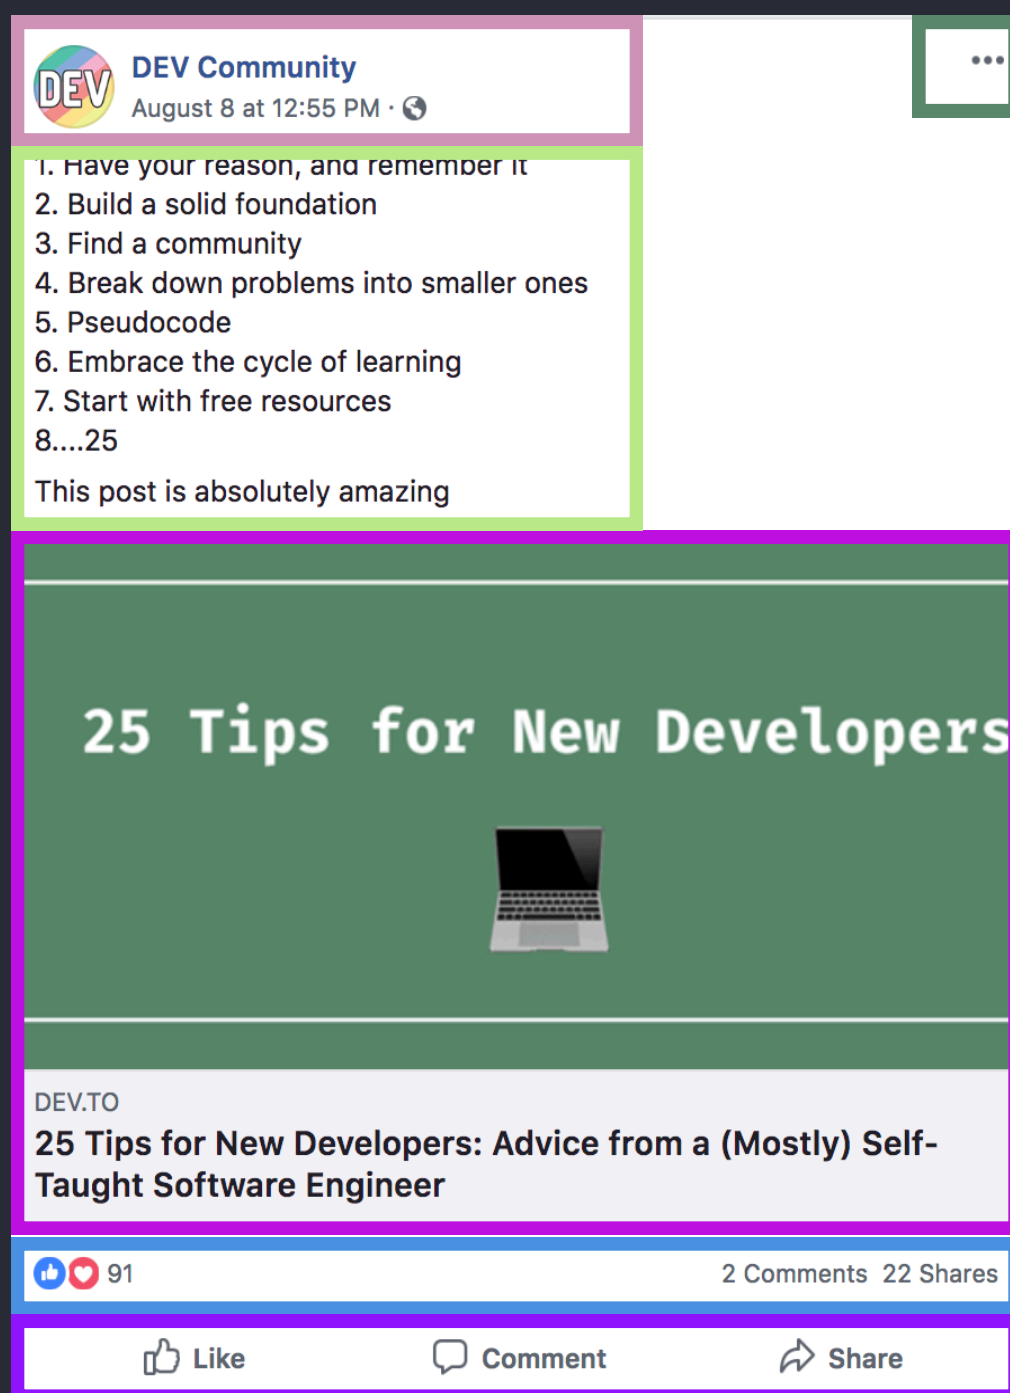 DEV
DEV Community
August 8 at 12:55 PM ·
1. Have your reason, and remember it
2. Build a solid foundation
3. Find a community
4. Break down problems into smaller ones
5. Pseudocode
6. Embrace the cycle of learning
7. Start with free resources
8....25
This post is absolutely amazing
25 Tips for New Developers
DEV.TO
25 Tips for New Developers: Advice from a (Mostly) Self-
Taught Software Engineer
91 2 Comments 22 Shares
Like Comment Share